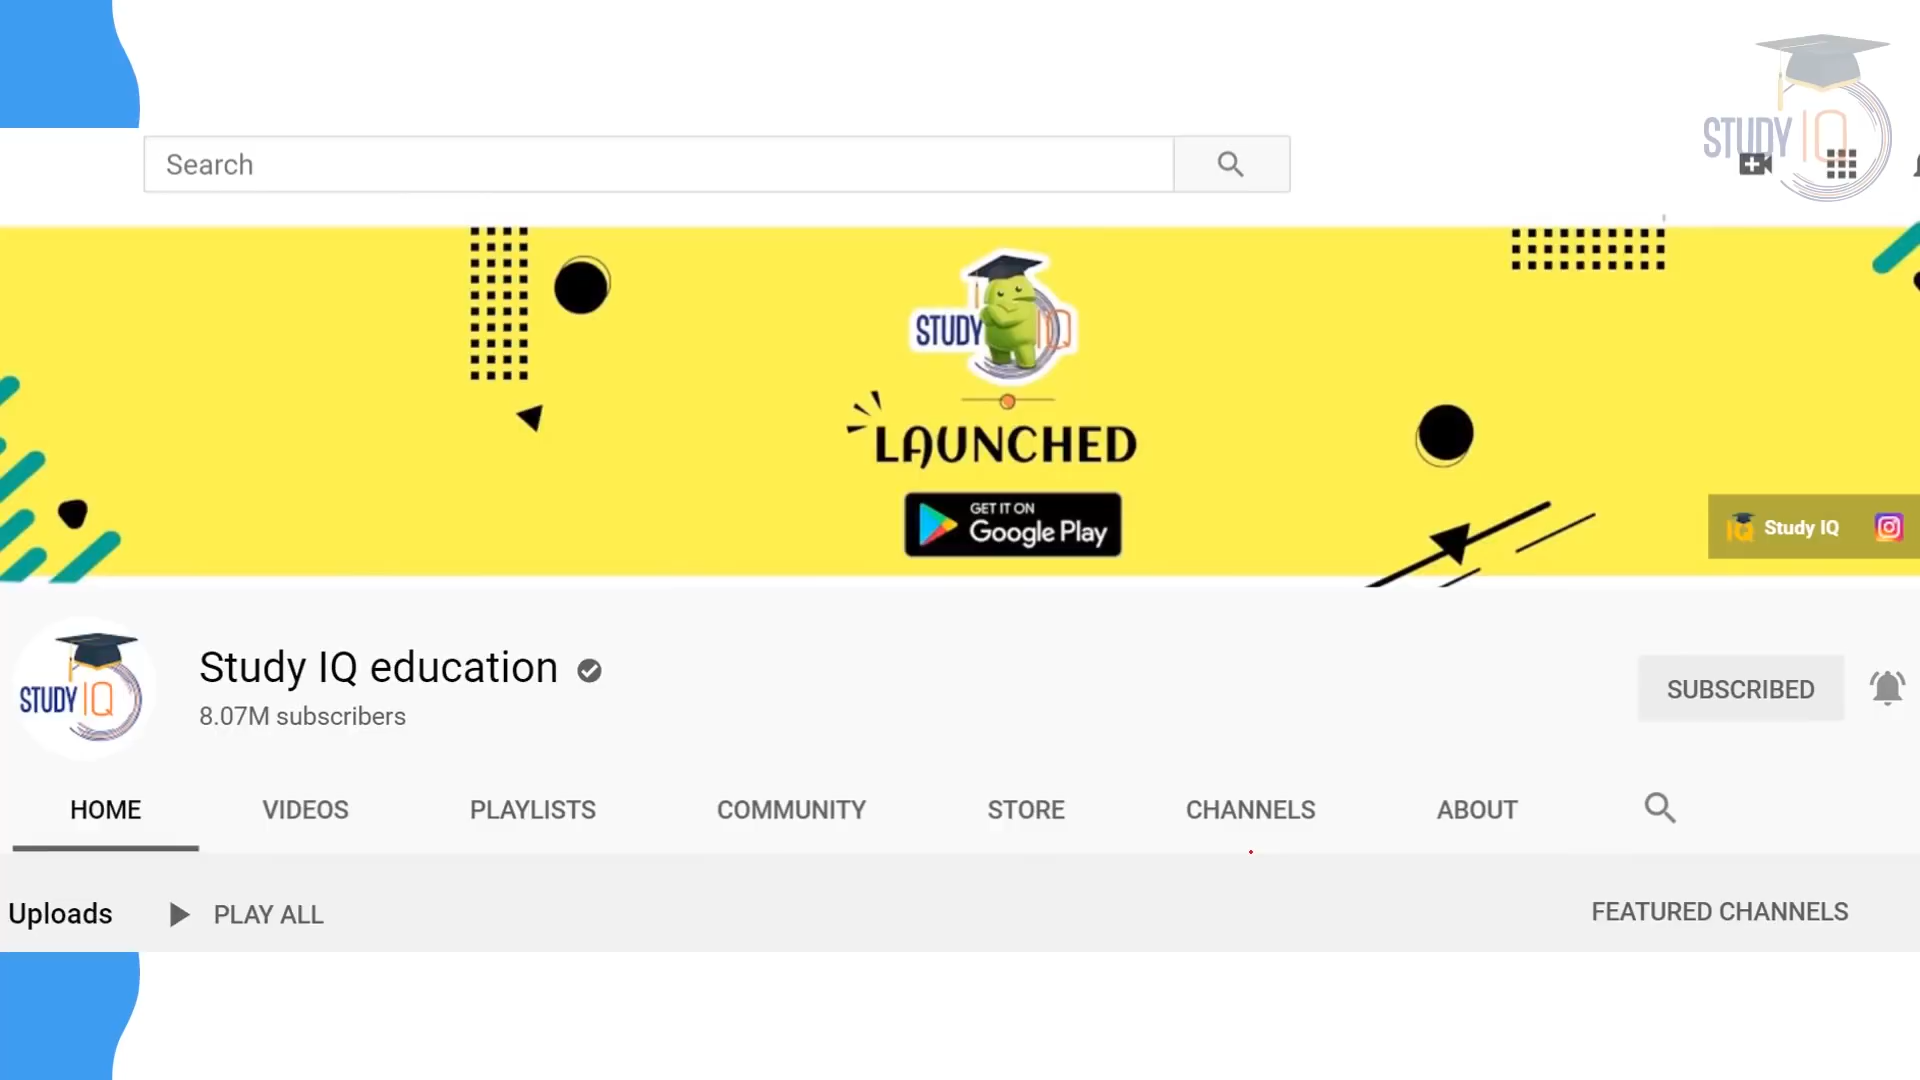 STUDY IQ
Search
STUDY IQ
LAUNCHED
GET IT ON
Google Play
Study IQ
STUDY IQ
Study IQ education
8.07M subscribers
SUBSCRIBED
HOME VIDEOS PLAYLISTS COMMUNITY STORE CHANNELS ABOUT
Uploads PLAY ALL FEATURED CHANNELS